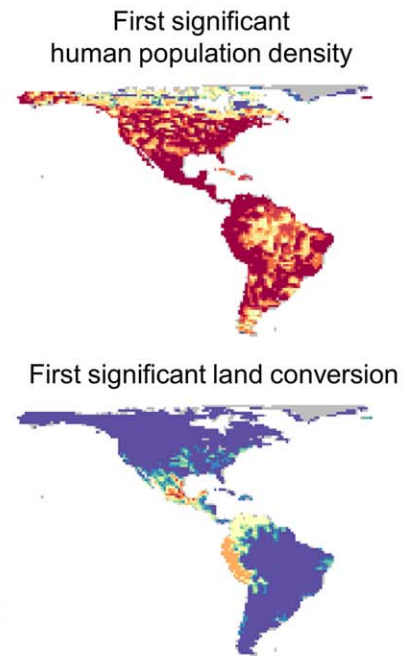 First significant
human population density
First significant land conversion